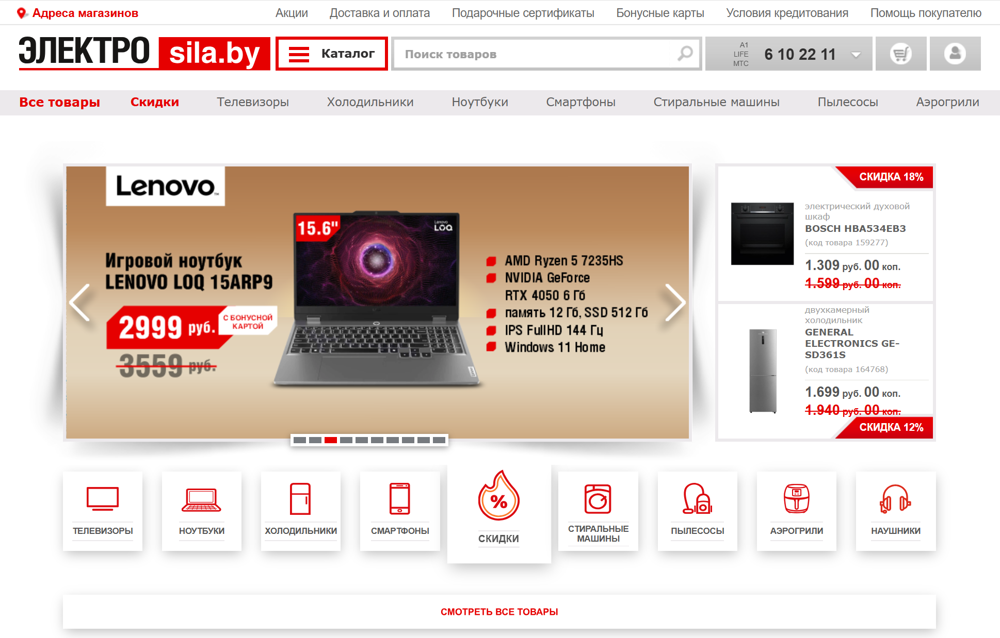 Адреса магазинов
Акции
Доставка и оплата
Подарочные сертификаты
Бонусные карты
Условия кредитования
Помощь покупателю
ЭЛЕКТРО sila.by
Каталог
Поиск товаров
A1
LIFE
МТС
6 10 22 11
Все товары
Скидки
Телевизоры
Холодильники
Ноутбуки
Смартфоны
Стиральные машины
Пылесосы
Аэрогрили
Lenovo™
Игровой ноутбук
LENOVO LOQ 15ARP9
2999 руб.
С БОНУСНОЙ
КАРТОЙ
3559 руб.
15.6"
Lenovo
LOQ
AMD Ryzen 5 7235HS
NVIDIA GeForce
RTX 4050 6 Гб
память 12 Гб, SSD 512 Гб
IPS FullHD 144 Гц
Windows 11 Home
Lenovo
СКИДКА 18%
электрический духовой
шкаф
BOSCH HBA534EB3
(код товара 159277)
1.309 руб. 00 коп.
1.599 руб. 00 коп.
двухкамерный
холодильник
GENERAL
ELECTRONICS GE-
SD361S
(код товара 164768)
1.699 руб. 00 коп.
1.940 руб. 00 коп.
СКИДКА 12%
ТЕЛЕВИЗОРЫ
НОУТБУКИ
ХОЛОДИЛЬНИКИ
СМАРТФОНЫ
%
СКИДКИ
СТИРАЛЬНЫЕ
МАШИНЫ
ПЫЛЕСОСЫ
АЭРОГРИЛИ
НАУШНИКИ
СМОТРЕТЬ ВСЕ ТОВАРЫ